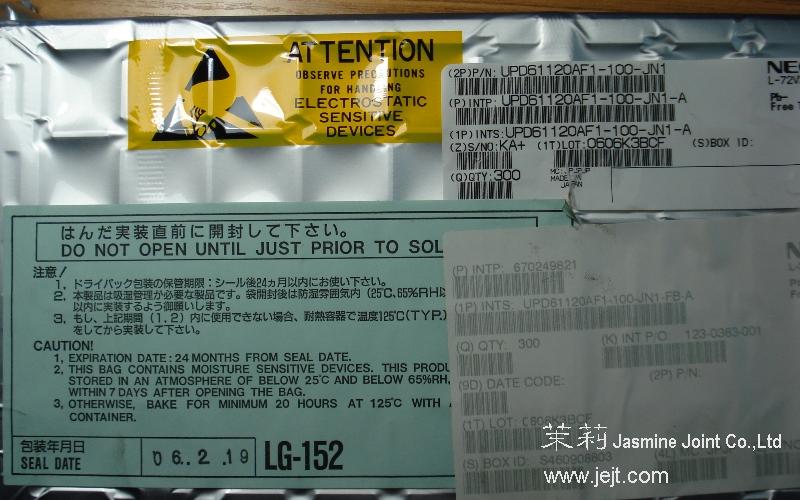 ATTENTION
OBSERVE PRECAUTIONS
FOR HANDLING
ELECTROSTATIC
SENSITIVE
DEVICES
(2P)P/N: UPD61120AF1-100-JN1
(P)INTP: UPD61120AF1-100-JN1-A
(1P)INTS: UPD61120AF1-100-JN1-A
(Z)S/NO: KA+ (1T)LOT: 0606K3BCF (S)BOX ID:
(Q)QTY: 300
MADE IN
JAPAN
NEC
L-72V
Pb-
Free T
はんだ実装直前に開封して下さい。
DO NOT OPEN UNTIL JUST PRIOR TO SOL
注意／
1, ドライパック包装の保管期限：シール後24ヵ月以内にお使い下さい。
2, 本製品は吸湿管理が必要な製品です。袋開封後は防湿雰囲気内（25℃, 65%RH以
以内に実装するよう御願いします。
3, もし、上記期間（1, 2）内に使用できない場合、耐熱容器で温度125℃(TYP.)
をしてから実装して下さい。
CAUTION!
1, EXPIRATION DATE: 24 MONTHS FROM SEAL DATE.
2, THIS BAG CONTAINS MOISTURE SENSITIVE DEVICES. THIS PRODU
STORED IN AN ATMOSPHERE OF BELOW 25℃ AND BELOW 65%RH,
WITHIN 7 DAYS AFTER OPENING THE BAG.
3, OTHERWISE, BAKE FOR MINIMUM 20 HOURS AT 125℃ WITH
CONTAINER.
包装年月日
SEAL DATE
06.2.19
LG-152
NE
(P) INTP: 670249821
(1P) INTS: UPD61120AF1-100-JN1-FB-A
(Q) QTY: 300 (K) INT P/O: 123-0363-001
(9D) DATE CODE: (2P) P/N:
(1T) LOT: 0606K3BCF
(S) BOX ID: S460908803
茉莉 Jasmine Joint Co.,Ltd
www.jejt.com